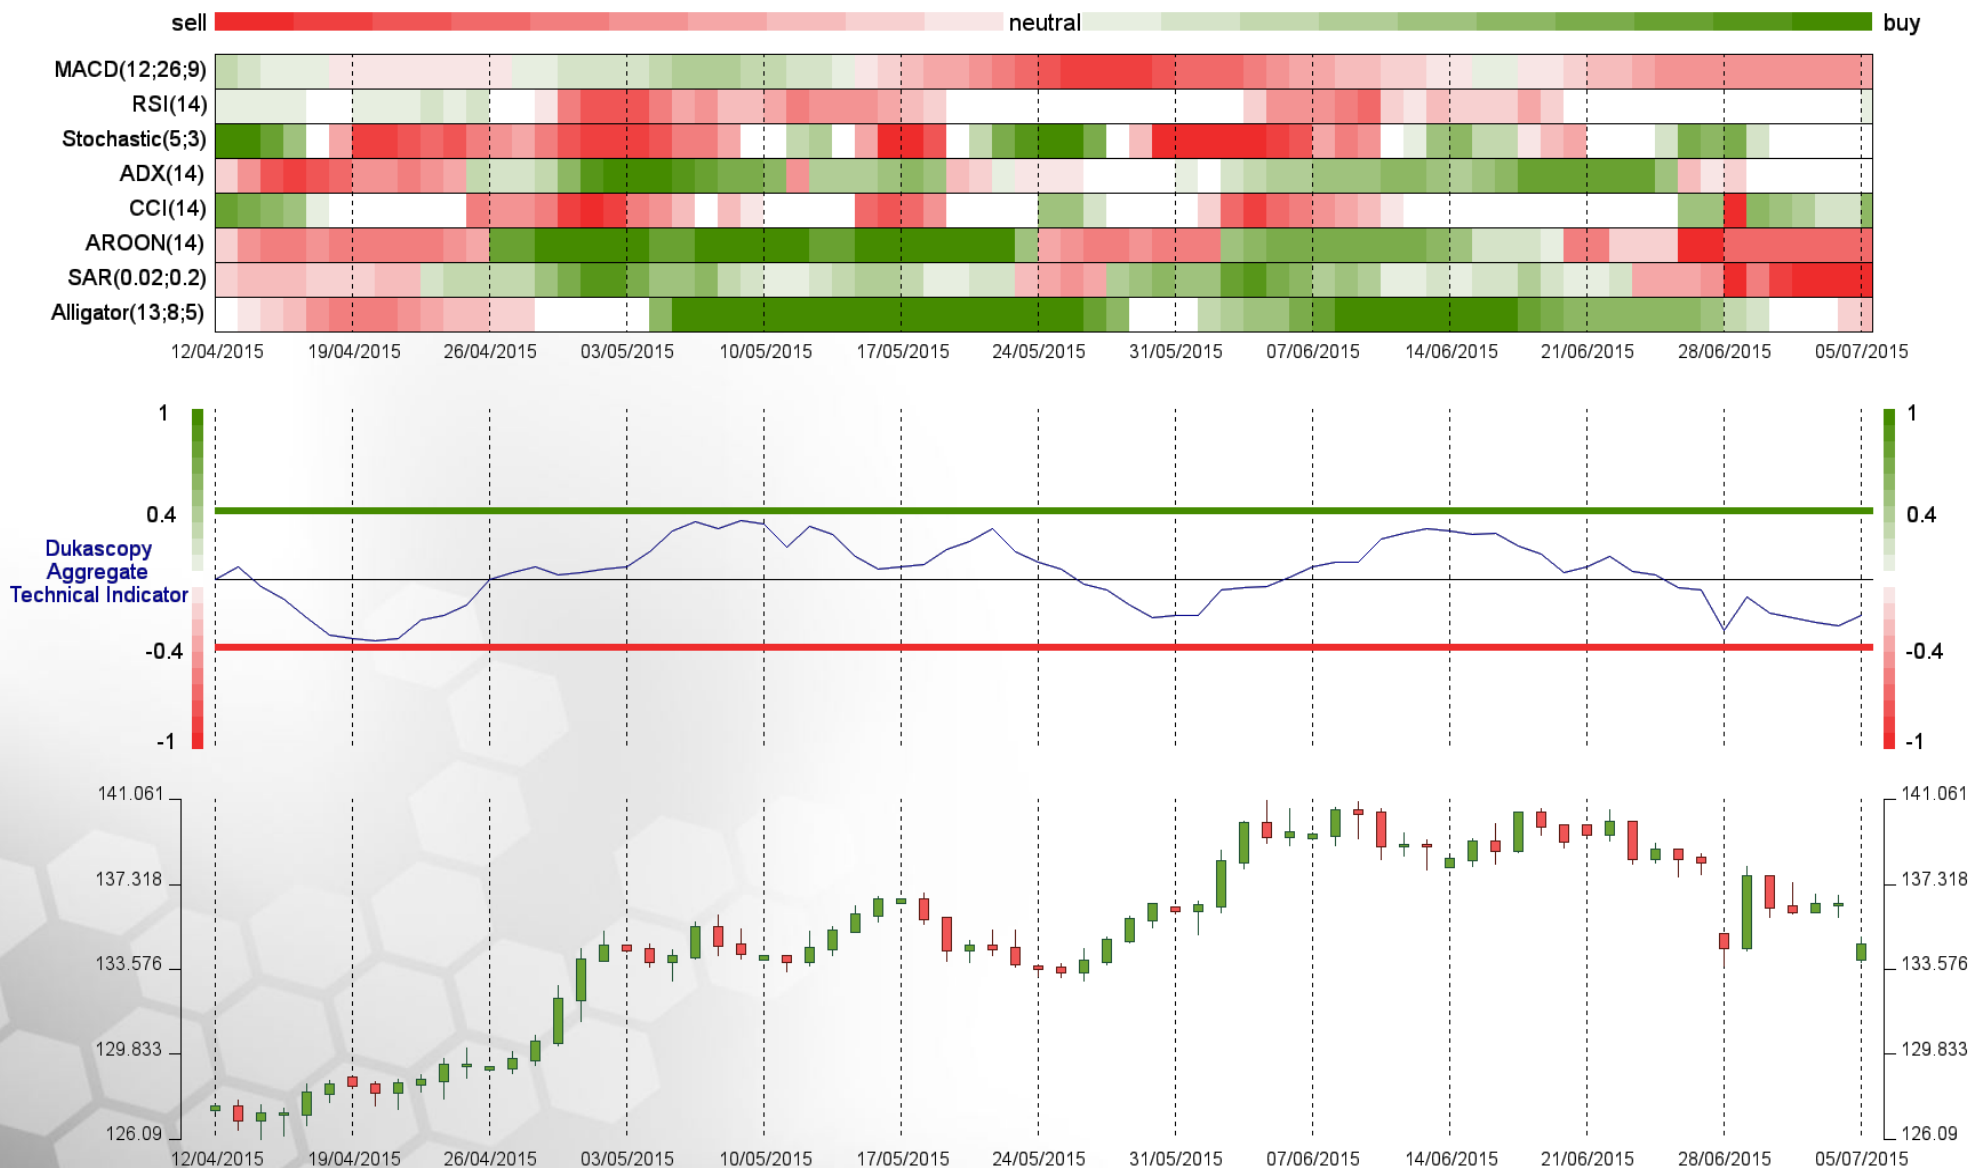 sell neutral buy
MACD(12;26;9)
RSI(14)
Stochastic(5;3)
ADX(14)
CCI(14)
AROON(14)
SAR(0.02;0.2)
Alligator(13;8;5)
12/04/2015 19/04/2015 26/04/2015 03/05/2015 10/05/2015 17/05/2015 24/05/2015 31/05/2015 07/06/2015 14/06/2015 21/06/2015 28/06/2015 05/07/2015
1 1
0.4 0.4
Dukascopy
Aggregate
Technical Indicator
-0.4 -0.4
-1 -1
141.061 141.061
137.318 137.318
133.576 133.576
129.833 129.833
126.09 126.09
12/04/2015 19/04/2015 26/04/2015 03/05/2015 10/05/2015 17/05/2015 24/05/2015 31/05/2015 07/06/2015 14/06/2015 21/06/2015 28/06/2015 05/07/2015